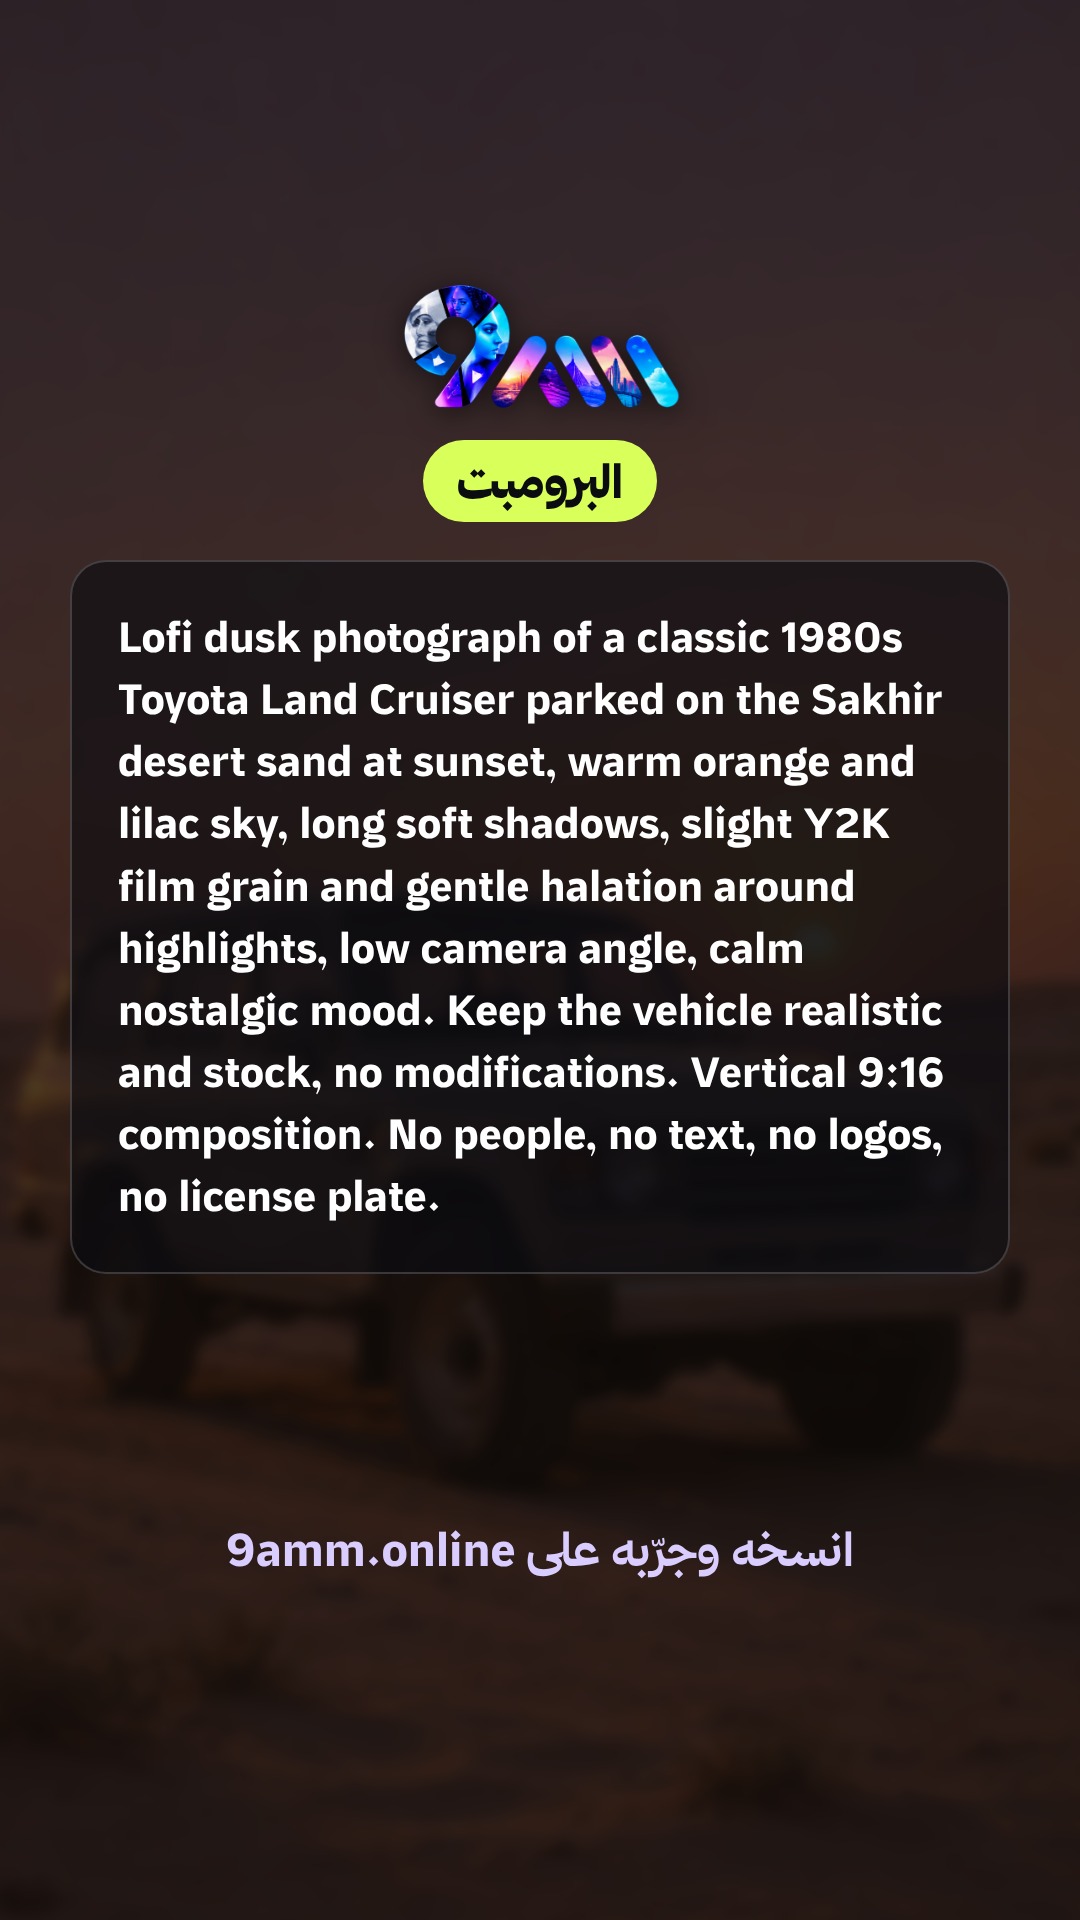 9amm
البرومبت
Lofi dusk photograph of a classic 1980s
Toyota Land Cruiser parked on the Sakhir
desert sand at sunset, warm orange and
lilac sky, long soft shadows, slight Y2K
film grain and gentle halation around
highlights, low camera angle, calm
nostalgic mood. Keep the vehicle realistic
and stock, no modifications. Vertical 9:16
composition. No people, no text, no logos,
no license plate.
انسخه وجرّبه على 9amm.online